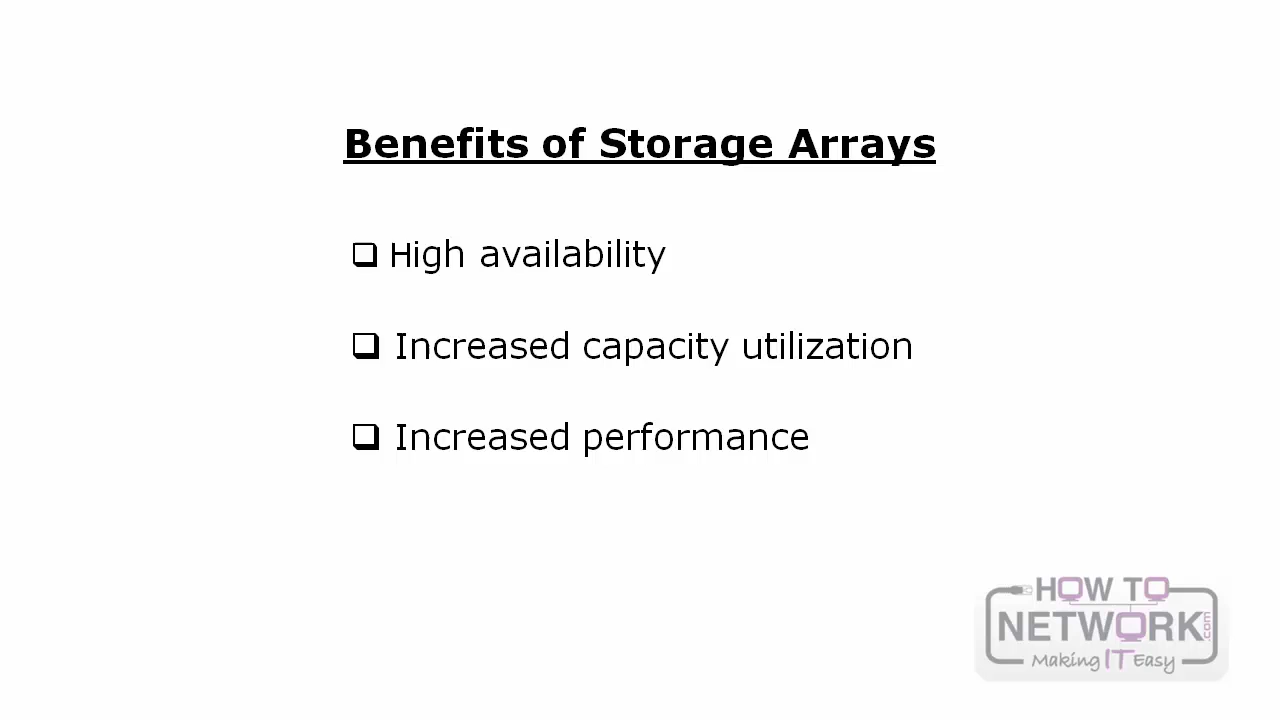 Benefits of Storage Arrays
❑ High availability
❑ Increased capacity utilization
❑ Increased performance
HOW TO
NETWORK.com
Making IT Easy